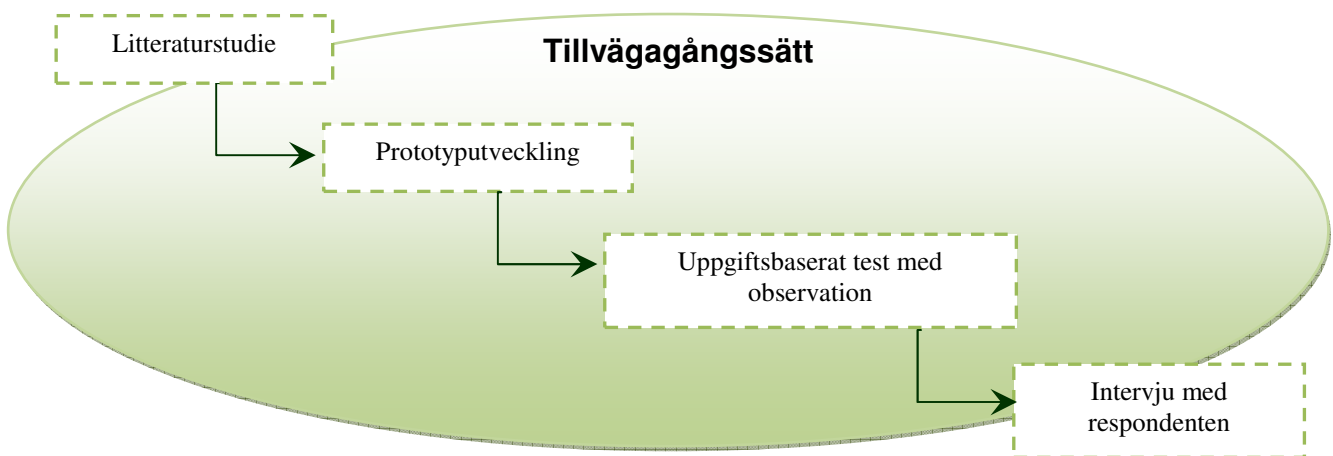 Litteraturstudie
Tillvägagångssätt
Prototyputveckling
Uppgiftsbaserat test med
observation
Intervju med
respondenten